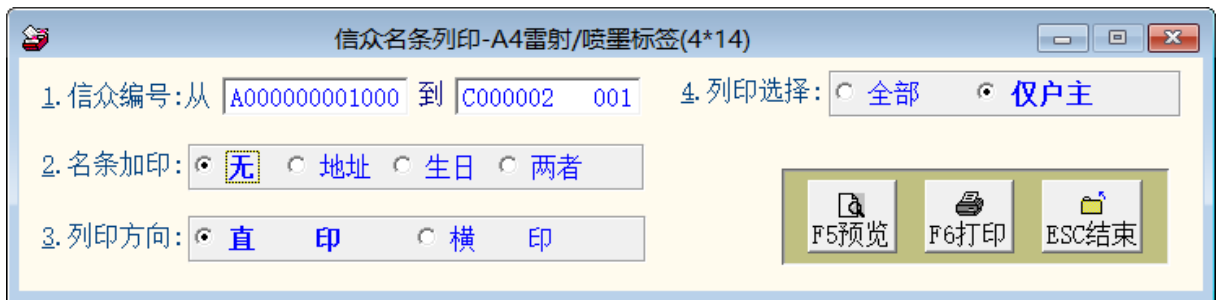 信众名条列印-A4雷射/喷墨标签(4*14)
1.信众编号:从 A000000001000 到 C000002 001 4.列印选择: 全部 仅户主
2.名条加印: 无 地址 生日 两者
3.列印方向: 直 印 横 印
F5预览 F6打印 ESC结束